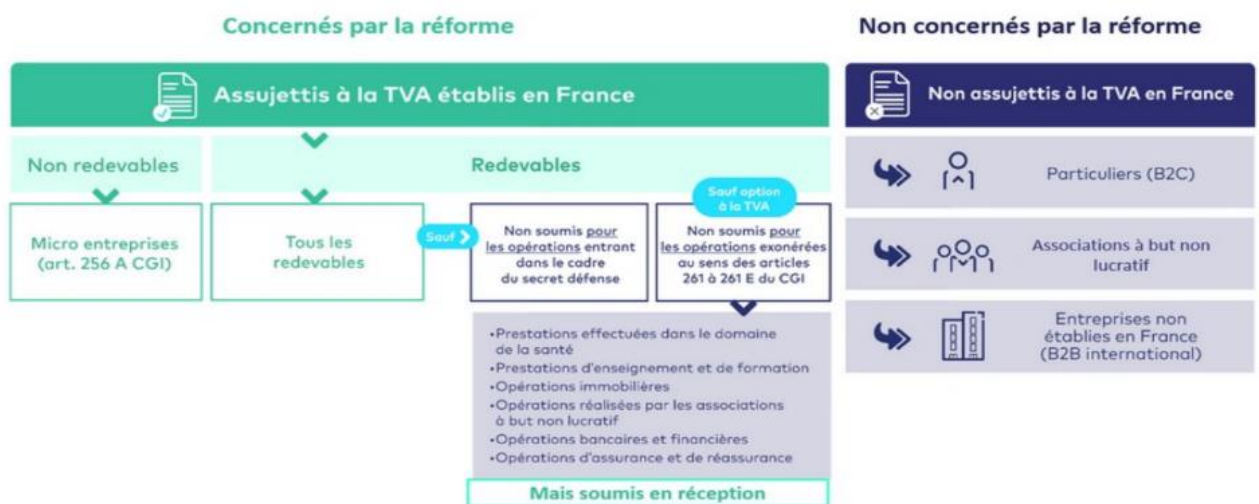 Concernés par la réforme
Assujettis à la TVA établis en France
Non redevables
Redevables
Micro entreprises
(art. 256 A CGI)
Tous les
redevables
Sauf
Non soumis pour
les opérations entrant
dans le cadre
du secret défense
Sauf option
à la TVA
Non soumis pour
les opérations exonérées
au sens des articles
261 à 261 E du CGI
•Prestations effectuées dans le domaine
de la santé
•Prestations d'enseignement et de formation
•Opérations immobilières
•Opérations réalisées par les associations
à but non lucratif
•Opérations bancaires et financières
•Opérations d'assurance et de réassurance
Mais soumis en réception
Non concernés par la réforme
Non assujettis à la TVA en France
Particuliers (B2C)
Associations à but non
lucratif
Entreprises non
établies en France
(B2B international)